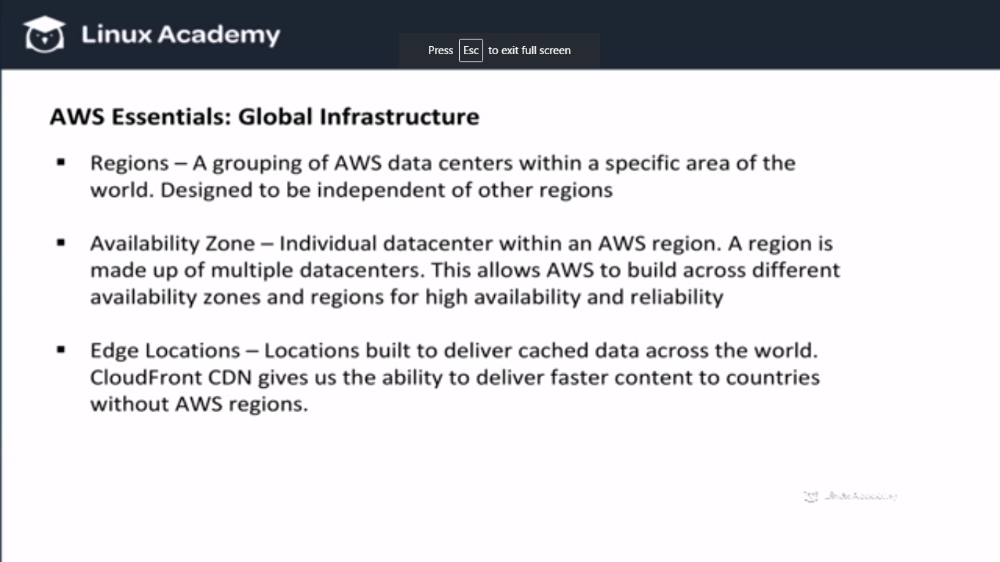 Linux Academy
Press Esc to exit full screen
AWS Essentials: Global Infrastructure
▪ Regions – A grouping of AWS data centers within a specific area of the
world. Designed to be independent of other regions
▪ Availability Zone – Individual datacenter within an AWS region. A region is
made up of multiple datacenters. This allows AWS to build across different
availability zones and regions for high availability and reliability
▪ Edge Locations – Locations built to deliver cached data across the world.
CloudFront CDN gives us the ability to deliver faster content to countries
without AWS regions.
Linux Academy